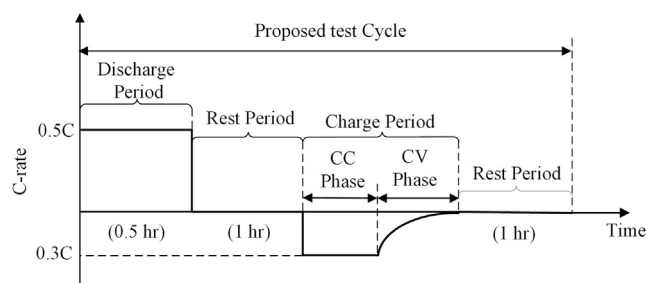 Proposed test Cycle
Discharge
Period
Rest Period
Charge Period
0.5C
CC
Phase
CV
Phase
Rest Period
C-rate
(0.5 hr)
(1 hr)
(1 hr)
Time
0.3C